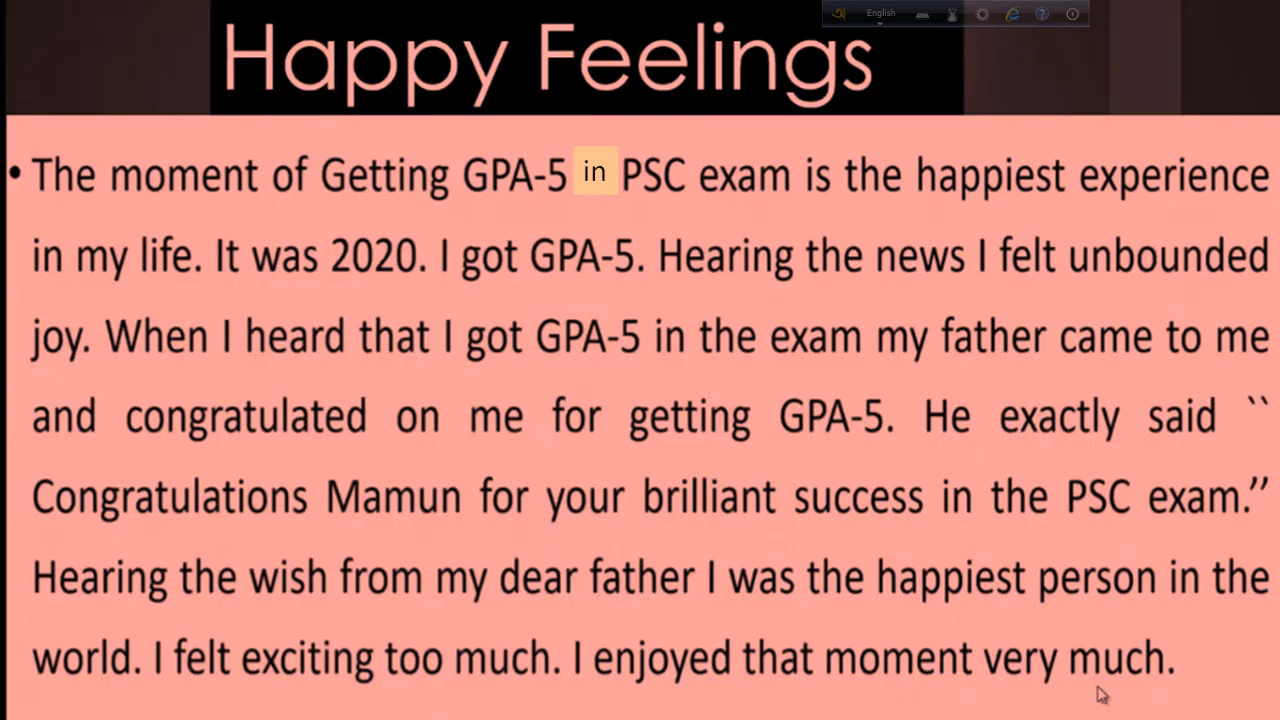 English
Happy Feelings
• The moment of Getting GPA-5 in PSC exam is the happiest experience
in my life. It was 2020. I got GPA-5. Hearing the news I felt unbounded
joy. When I heard that I got GPA-5 in the exam my father came to me
and congratulated on me for getting GPA-5. He exactly said ``
Congratulations Mamun for your brilliant success in the PSC exam.’’
Hearing the wish from my dear father I was the happiest person in the
world. I felt exciting too much. I enjoyed that moment very much.